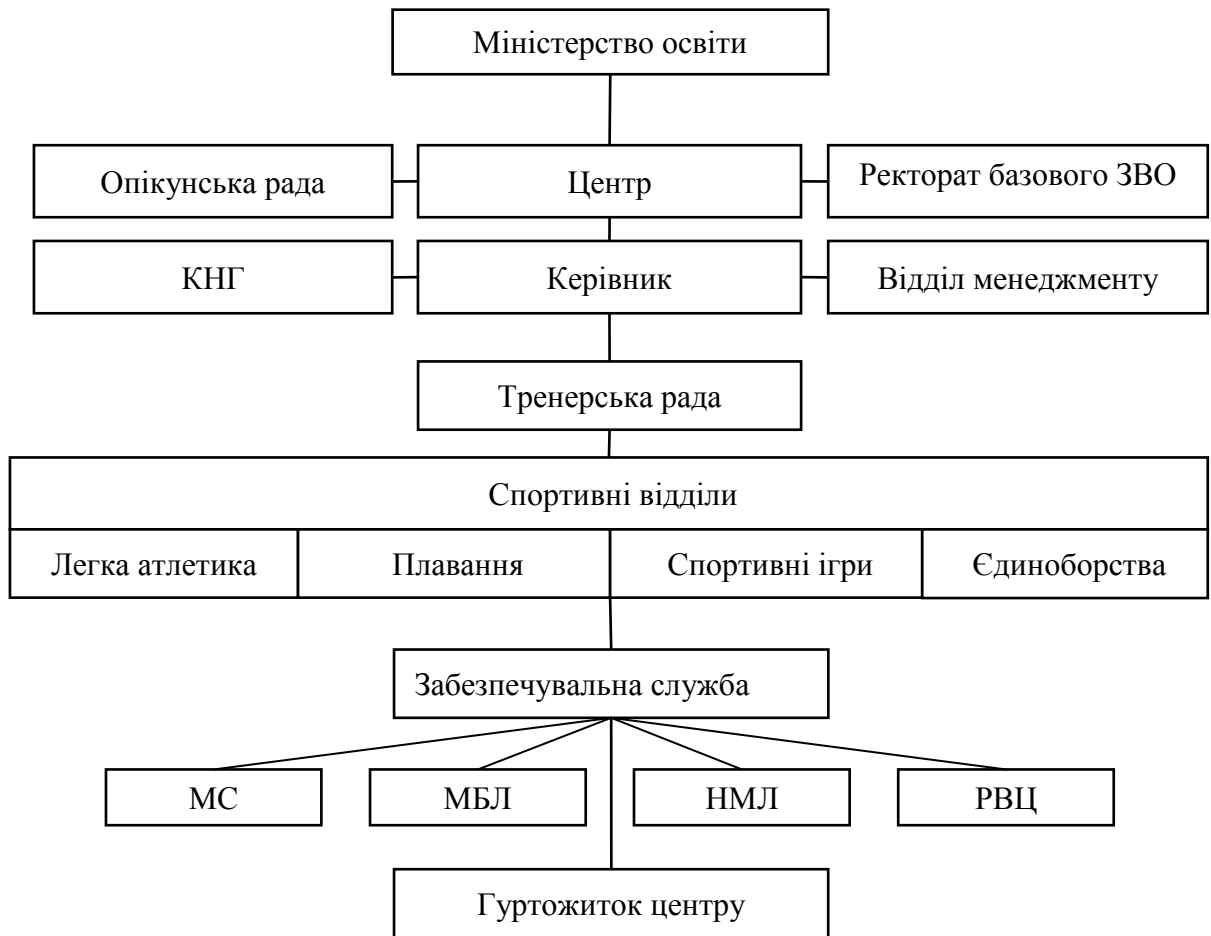 Міністерство освіти
Опікунська рада
Центр
Ректорат базового ЗВО
КНГ
Керівник
Відділ менеджменту
Тренерська рада
Спортивні відділи
Легка атлетика
Плавання
Спортивні ігри
Єдиноборства
Забезпечувальна служба
МС
МБЛ
НМЛ
РВЦ
Гуртожиток центру